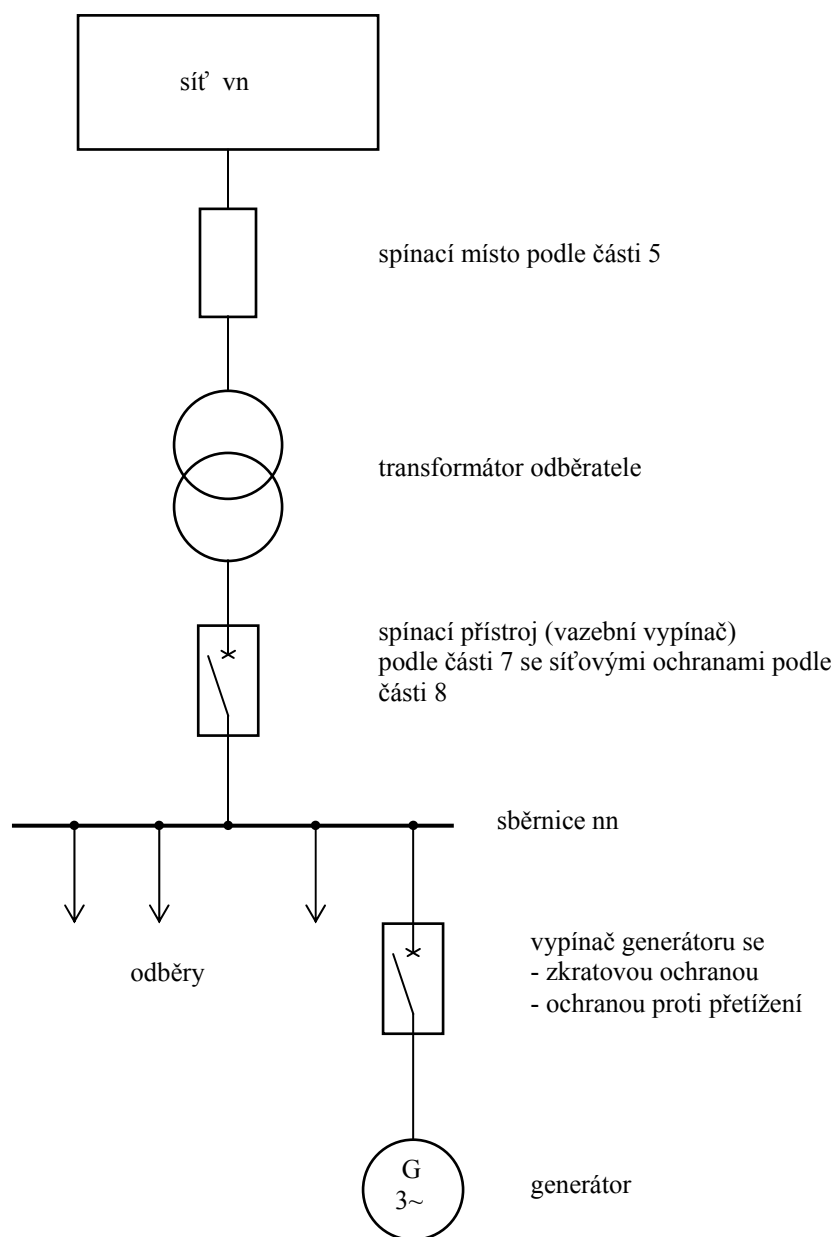 síť vn
spínací místo podle části 5
transformátor odběratele
spínací přístroj (vazební vypínač)
podle části 7 se síťovými ochranami podle
části 8
sběrnice nn
odběry
vypínač generátoru se
- zkratovou ochranou
- ochranou proti přetížení
G
3~
generátor